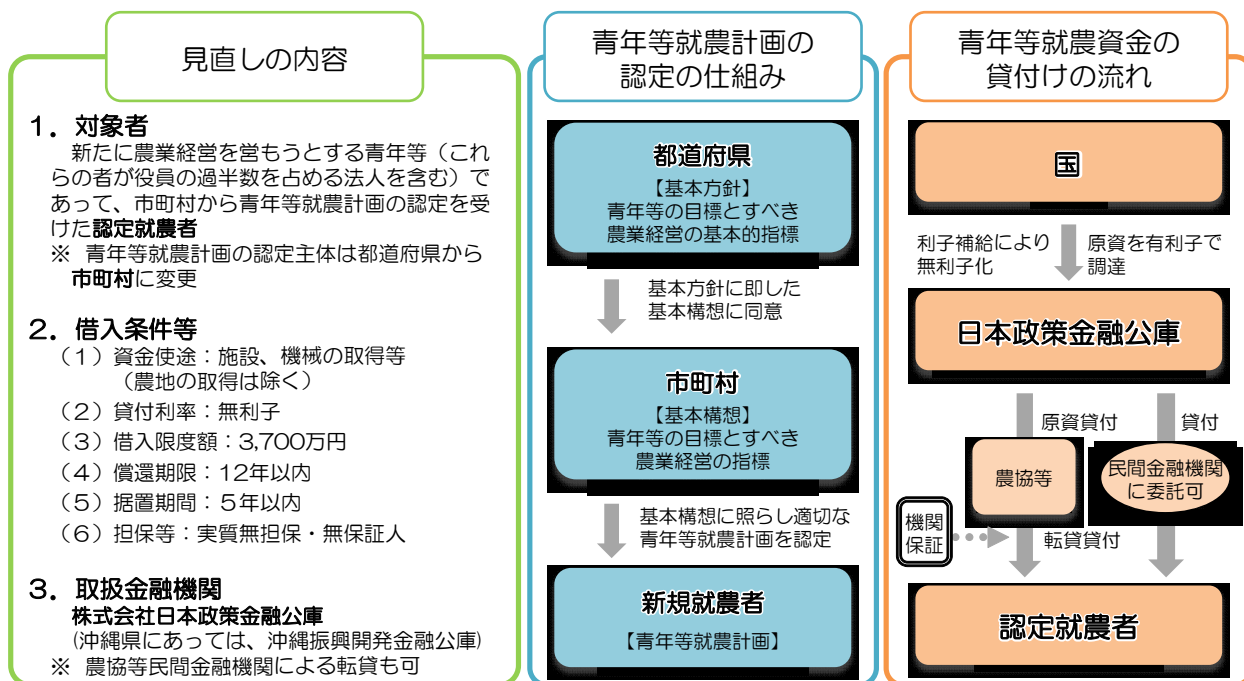 見直しの内容
1．対象者
新たに農業経営を営もうとする青年等（これ
らの者が役員の過半数を占める法人を含む）で
あって、市町村から青年等就農計画の認定を受
けた認定就農者
※ 青年等就農計画の認定主体は都道府県から
市町村に変更
2．借入条件等
（1）資金使途：施設、機械の取得等
（農地の取得は除く）
（2）貸付利率：無利子
（3）借入限度額：3,700万円
（4）償還期限：12年以内
（5）据置期間：5年以内
（6）担保等：実質無担保・無保証人
3．取扱金融機関
株式会社日本政策金融公庫
(沖縄県にあっては、沖縄振興開発金融公庫)
※ 農協等民間金融機関による転貸も可
青年等就農計画の
認定の仕組み
都道府県
【基本方針】
青年等の目標とすべき
農業経営の基本的指標
基本方針に即した
基本構想に同意
市町村
【基本構想】
青年等の目標とすべき
農業経営の指標
基本構想に照らし適切な
青年等就農計画を認定
新規就農者
【青年等就農計画】
青年等就農資金の
貸付けの流れ
国
利子補給により
無利子化
原資を有利子で
調達
日本政策金融公庫
原資貸付
貸付
農協等
民間金融機関
に委託可
機関
保証
転貸貸付
認定就農者